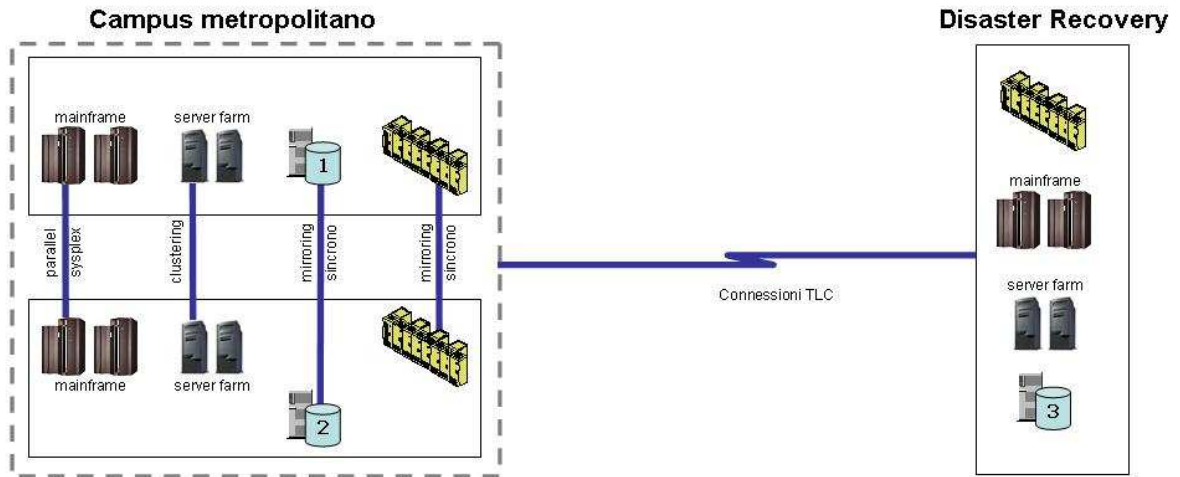 Campus metropolitano
Disaster Recovery
mainframe
server farm
1
parallel
sysplex
clustering
mirroring
sincrono
mirroring
sincrono
mainframe
server farm
2
Connessioni TLC
mainframe
server farm
3